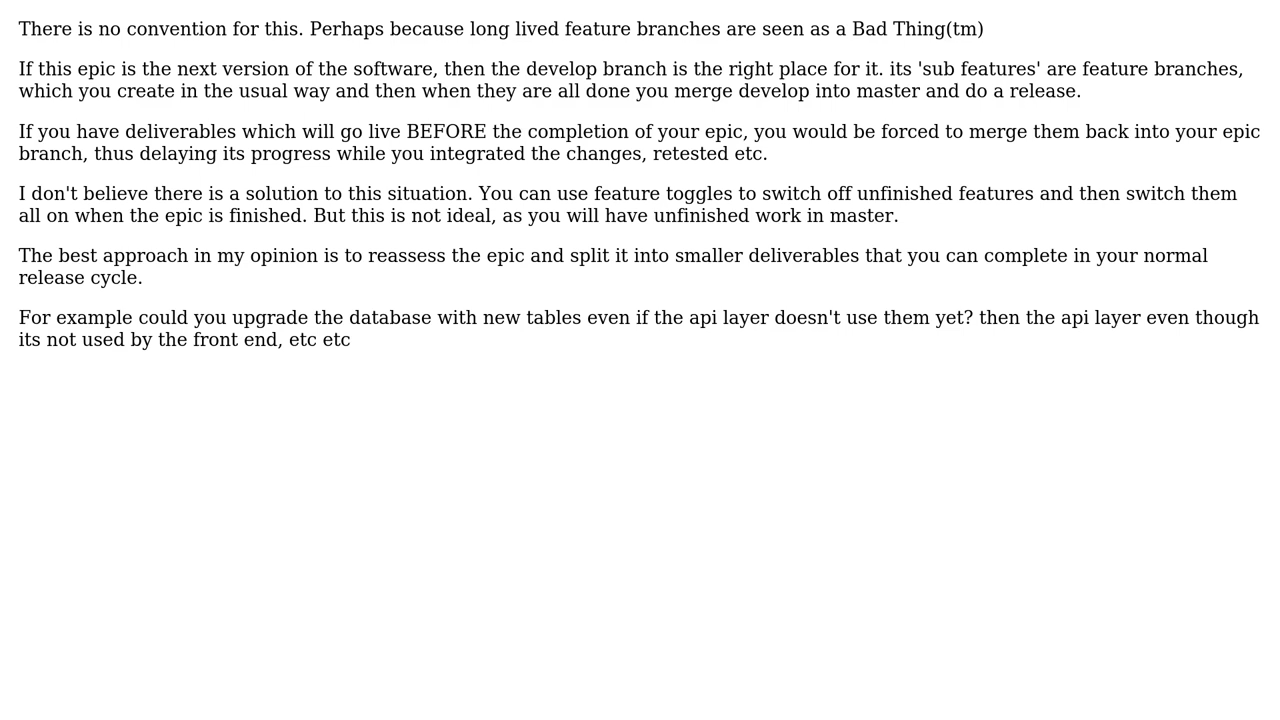 There is no convention for this. Perhaps because long lived feature branches are seen as a Bad Thing(tm)
If this epic is the next version of the software, then the develop branch is the right place for it. its 'sub features' are feature branches,
which you create in the usual way and then when they are all done you merge develop into master and do a release.
If you have deliverables which will go live BEFORE the completion of your epic, you would be forced to merge them back into your epic
branch, thus delaying its progress while you integrated the changes, retested etc.
I don't believe there is a solution to this situation. You can use feature toggles to switch off unfinished features and then switch them
all on when the epic is finished. But this is not ideal, as you will have unfinished work in master.
The best approach in my opinion is to reassess the epic and split it into smaller deliverables that you can complete in your normal
release cycle.
For example could you upgrade the database with new tables even if the api layer doesn't use them yet? then the api layer even though
its not used by the front end, etc etc